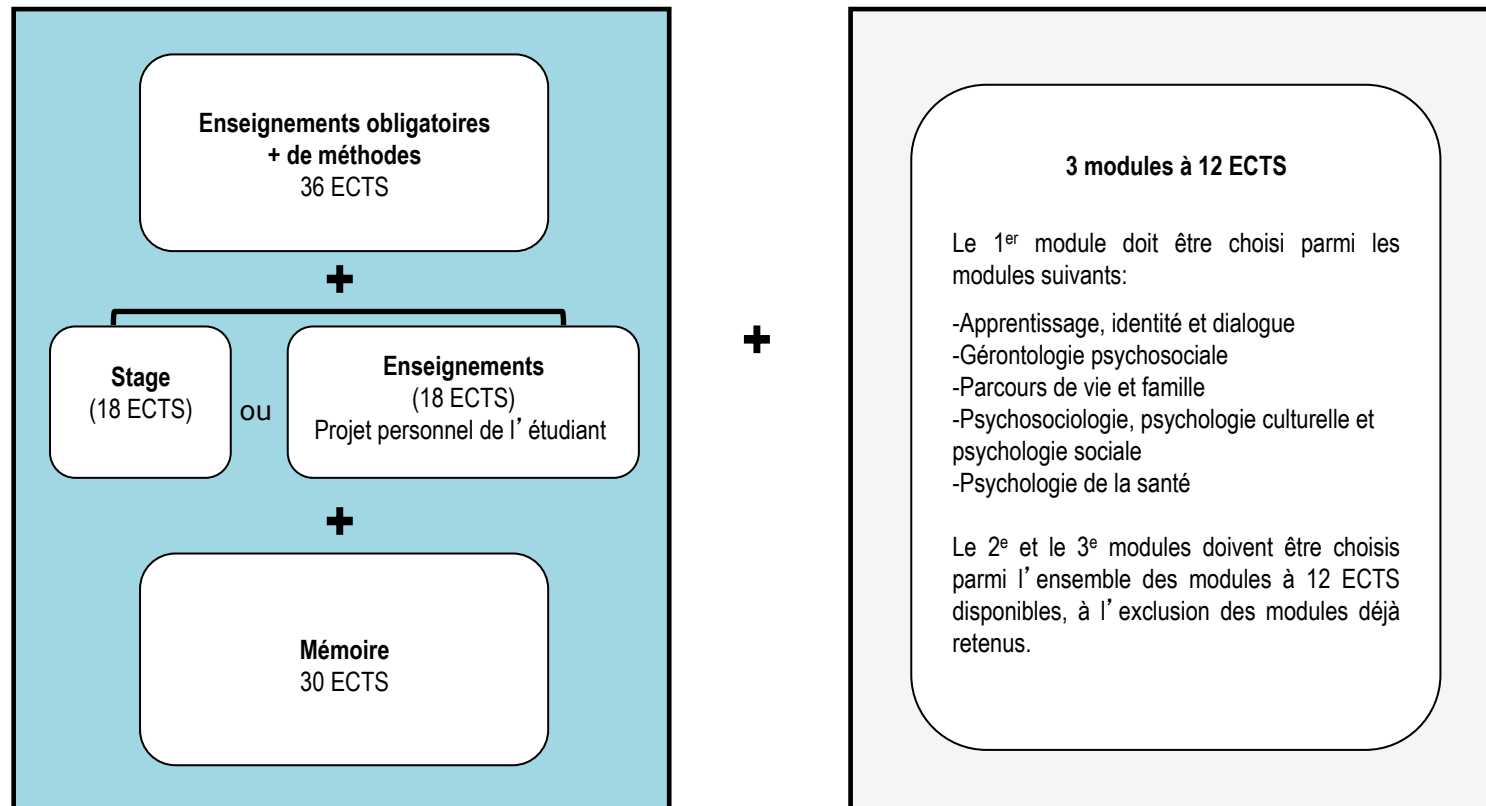 Enseignements obligatoires
+ de méthodes
36 ECTS
+
Stage
(18 ECTS)
ou
Enseignements
(18 ECTS)
Projet personnel de l’étudiant
+
Mémoire
30 ECTS
+
3 modules à 12 ECTS
Le 1er module doit être choisi parmi les
modules suivants:
-Apprentissage, identité et dialogue
-Gérontologie psychosociale
-Parcours de vie et famille
-Psychosociologie, psychologie culturelle et
psychologie sociale
-Psychologie de la santé
Le 2e et le 3e modules doivent être choisis
parmi l’ensemble des modules à 12 ECTS
disponibles, à l’exclusion des modules déjà
retenus.